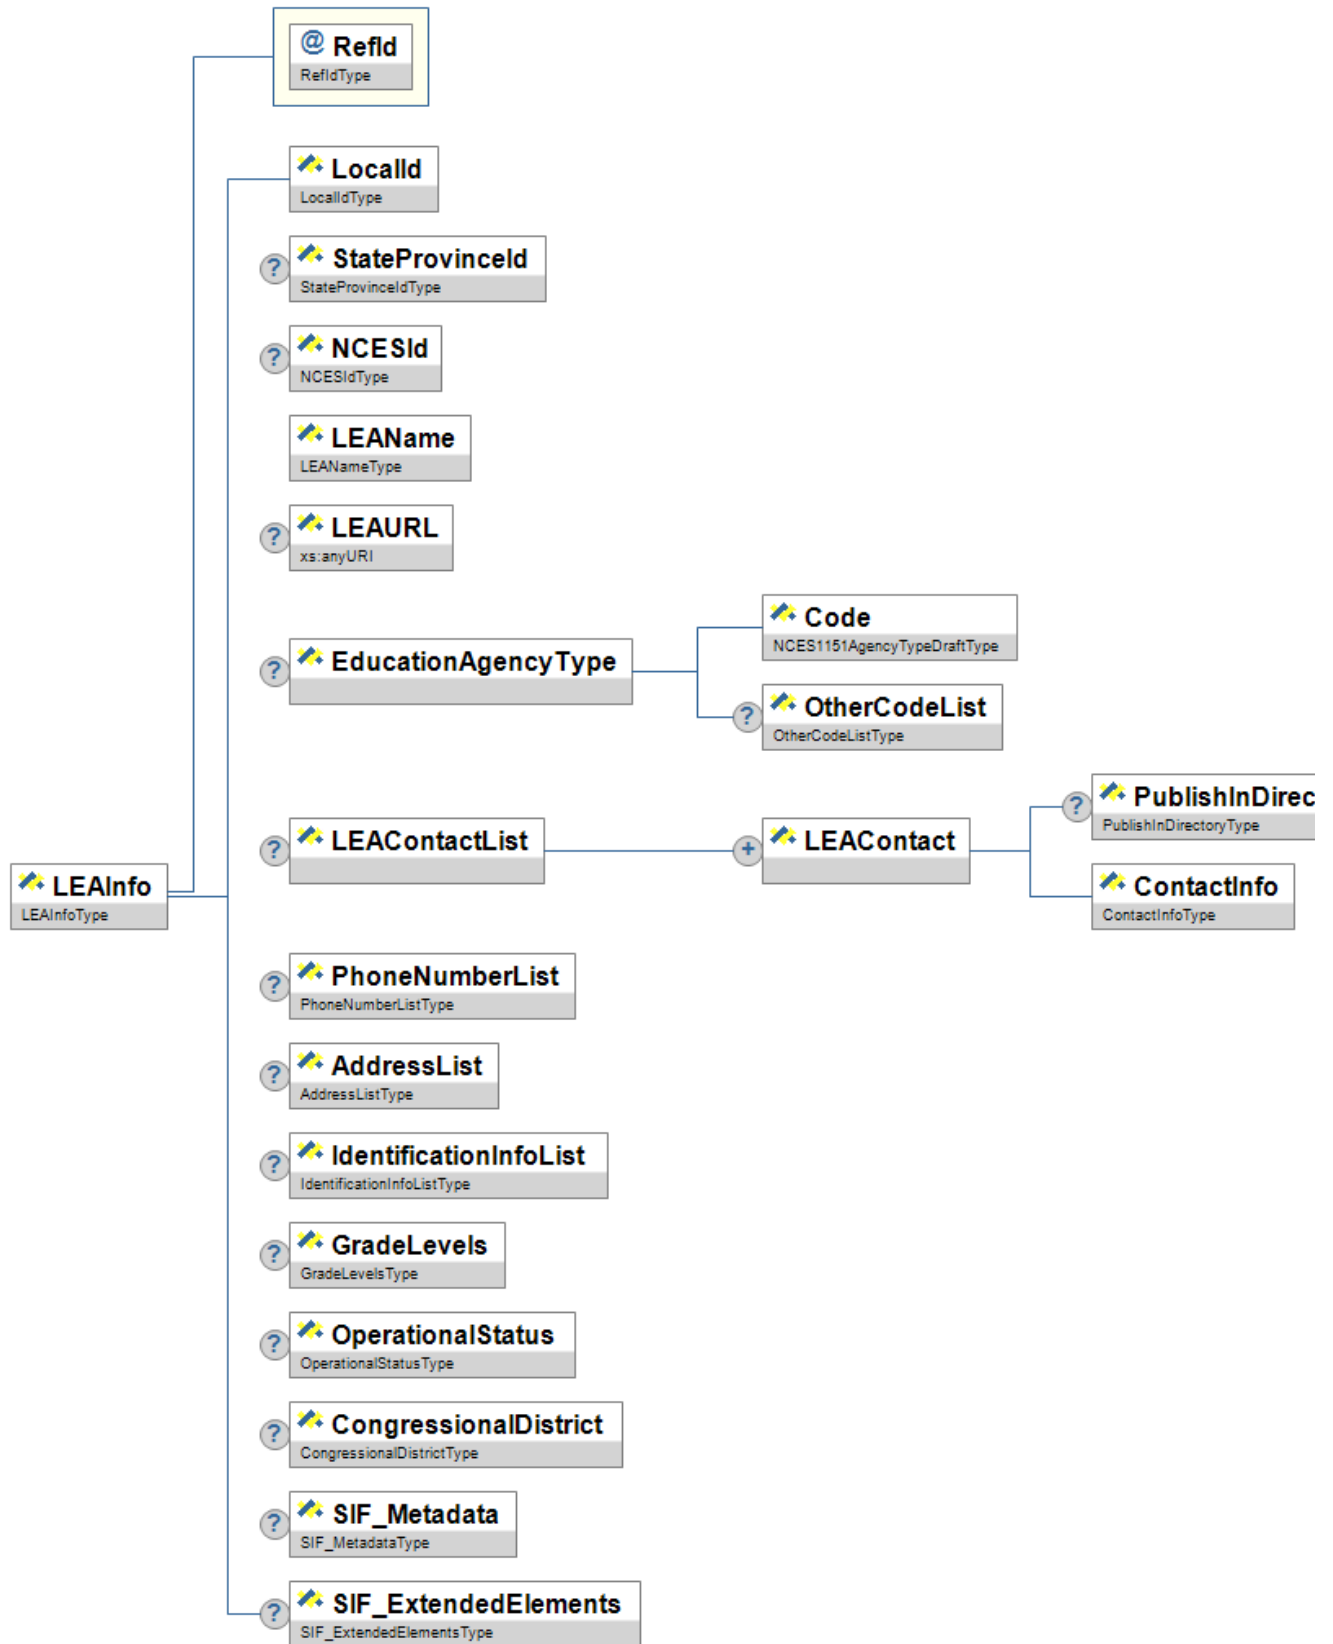 @ RefId
RefIdType
LocalId
LocalIdType
? StateProvinceId
StateProvinceIdType
? NCESId
NCESIdType
LEAName
LEANameType
? LEAURL
xs:anyURI
Code
NCES1151AgencyTypeDraftType
? EducationAgencyType
? OtherCodeList
OtherCodeListType
? PublishInDirec
PublishInDirectoryType
? LEAContactList
+ LEAContact
LEAInfo
LEAInfoType
ContactInfo
ContactInfoType
? PhoneNumberList
PhoneNumberListType
? AddressList
AddressListType
? IdentificationInfoList
IdentificationInfoListType
? GradeLevels
GradeLevelsType
? OperationalStatus
OperationalStatusType
? CongressionalDistrict
CongressionalDistrictType
? SIF_Metadata
SIF_MetadataType
? SIF_ExtendedElements
SIF_ExtendedElementsType